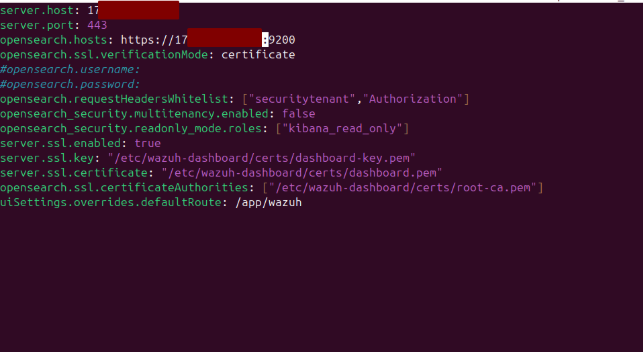 server.host: 17
server.port: 443
opensearch.hosts: https://17 :9200
opensearch.ssl.verificationMode: certificate
#opensearch.username:
#opensearch.password:
opensearch.requestHeadersWhitelist: ["securitytenant","Authorization"]
opensearch_security.multitenancy.enabled: false
opensearch_security.readonly_mode.roles: ["kibana_read_only"]
server.ssl.enabled: true
server.ssl.key: "/etc/wazuh-dashboard/certs/dashboard-key.pem"
server.ssl.certificate: "/etc/wazuh-dashboard/certs/dashboard.pem"
opensearch.ssl.certificateAuthorities: ["/etc/wazuh-dashboard/certs/root-ca.pem"]
uiSettings.overrides.defaultRoute: /app/wazuh